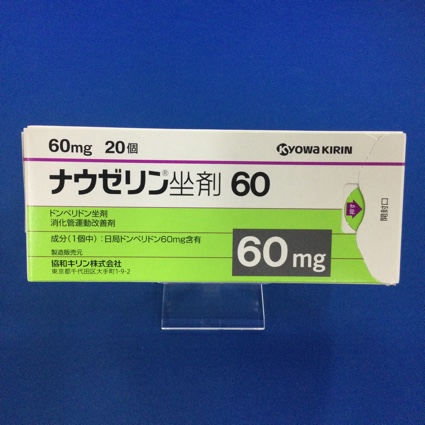 60mg 20個
KYOWA KIRIN
ナウゼリン®坐剤 60
ドンペリドン坐剤
消化管運動改善剤
成分(1個中):日局ドンペリドン60mg含有
60mg
製造販売元
協和キリン株式会社
東京都千代田区大手町1-9-2
開封口